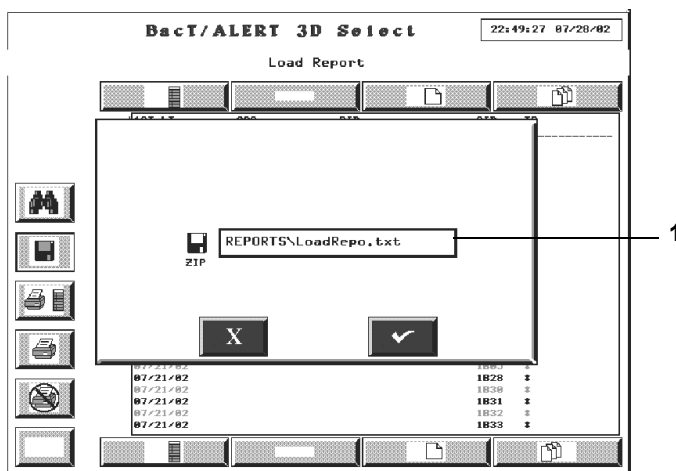 BacT/ALERT 3D Select
22:49:27 07/28/02
Load Report
REPORTS\LoadRepo.txt
1
ZIP
X
07/21/02
07/21/02 1B28 *
07/21/02 1B30 *
07/21/02 1B31 *
07/21/02 1B32 *
07/21/02 1B33 *